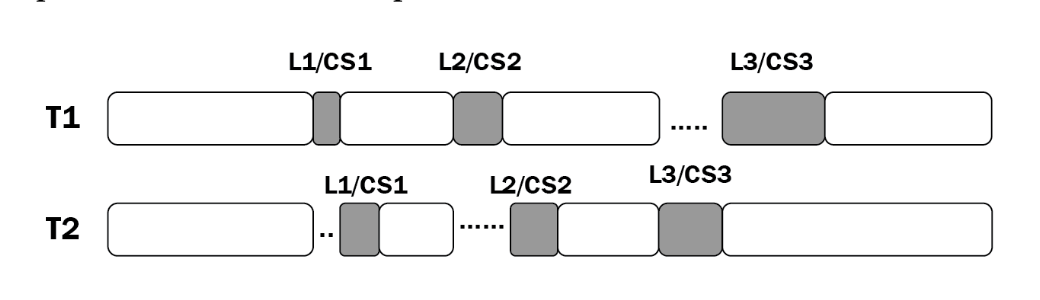 L1/CS1 L2/CS2 L3/CS3
T1 .....
L1/CS1 L2/CS2 L3/CS3
T2 .. ......